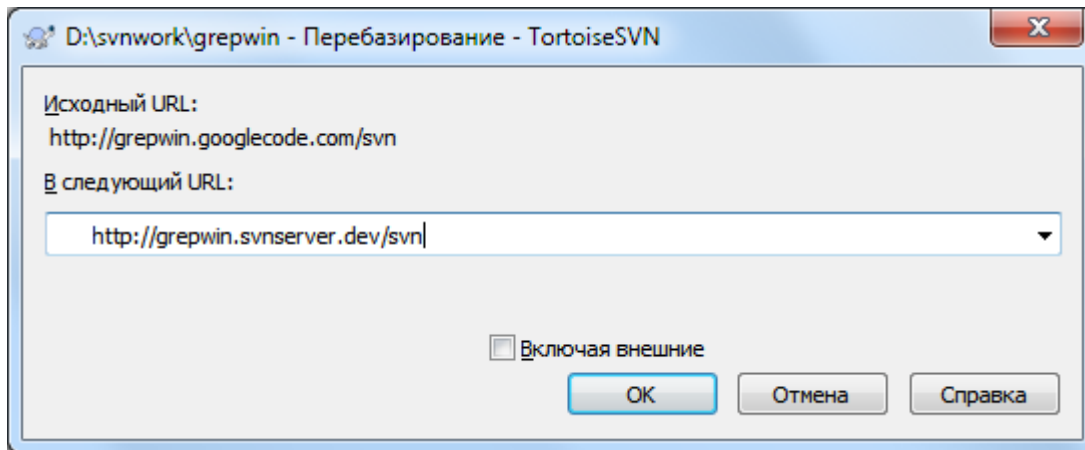 D:\svnwork\grepwin - Перебазирование - TortoiseSVN
Исходный URL:
http://grepwin.googlecode.com/svn
В следующий URL:
http://grepwin.svnserver.dev/svn
Включая внешние
OK Отмена Справка